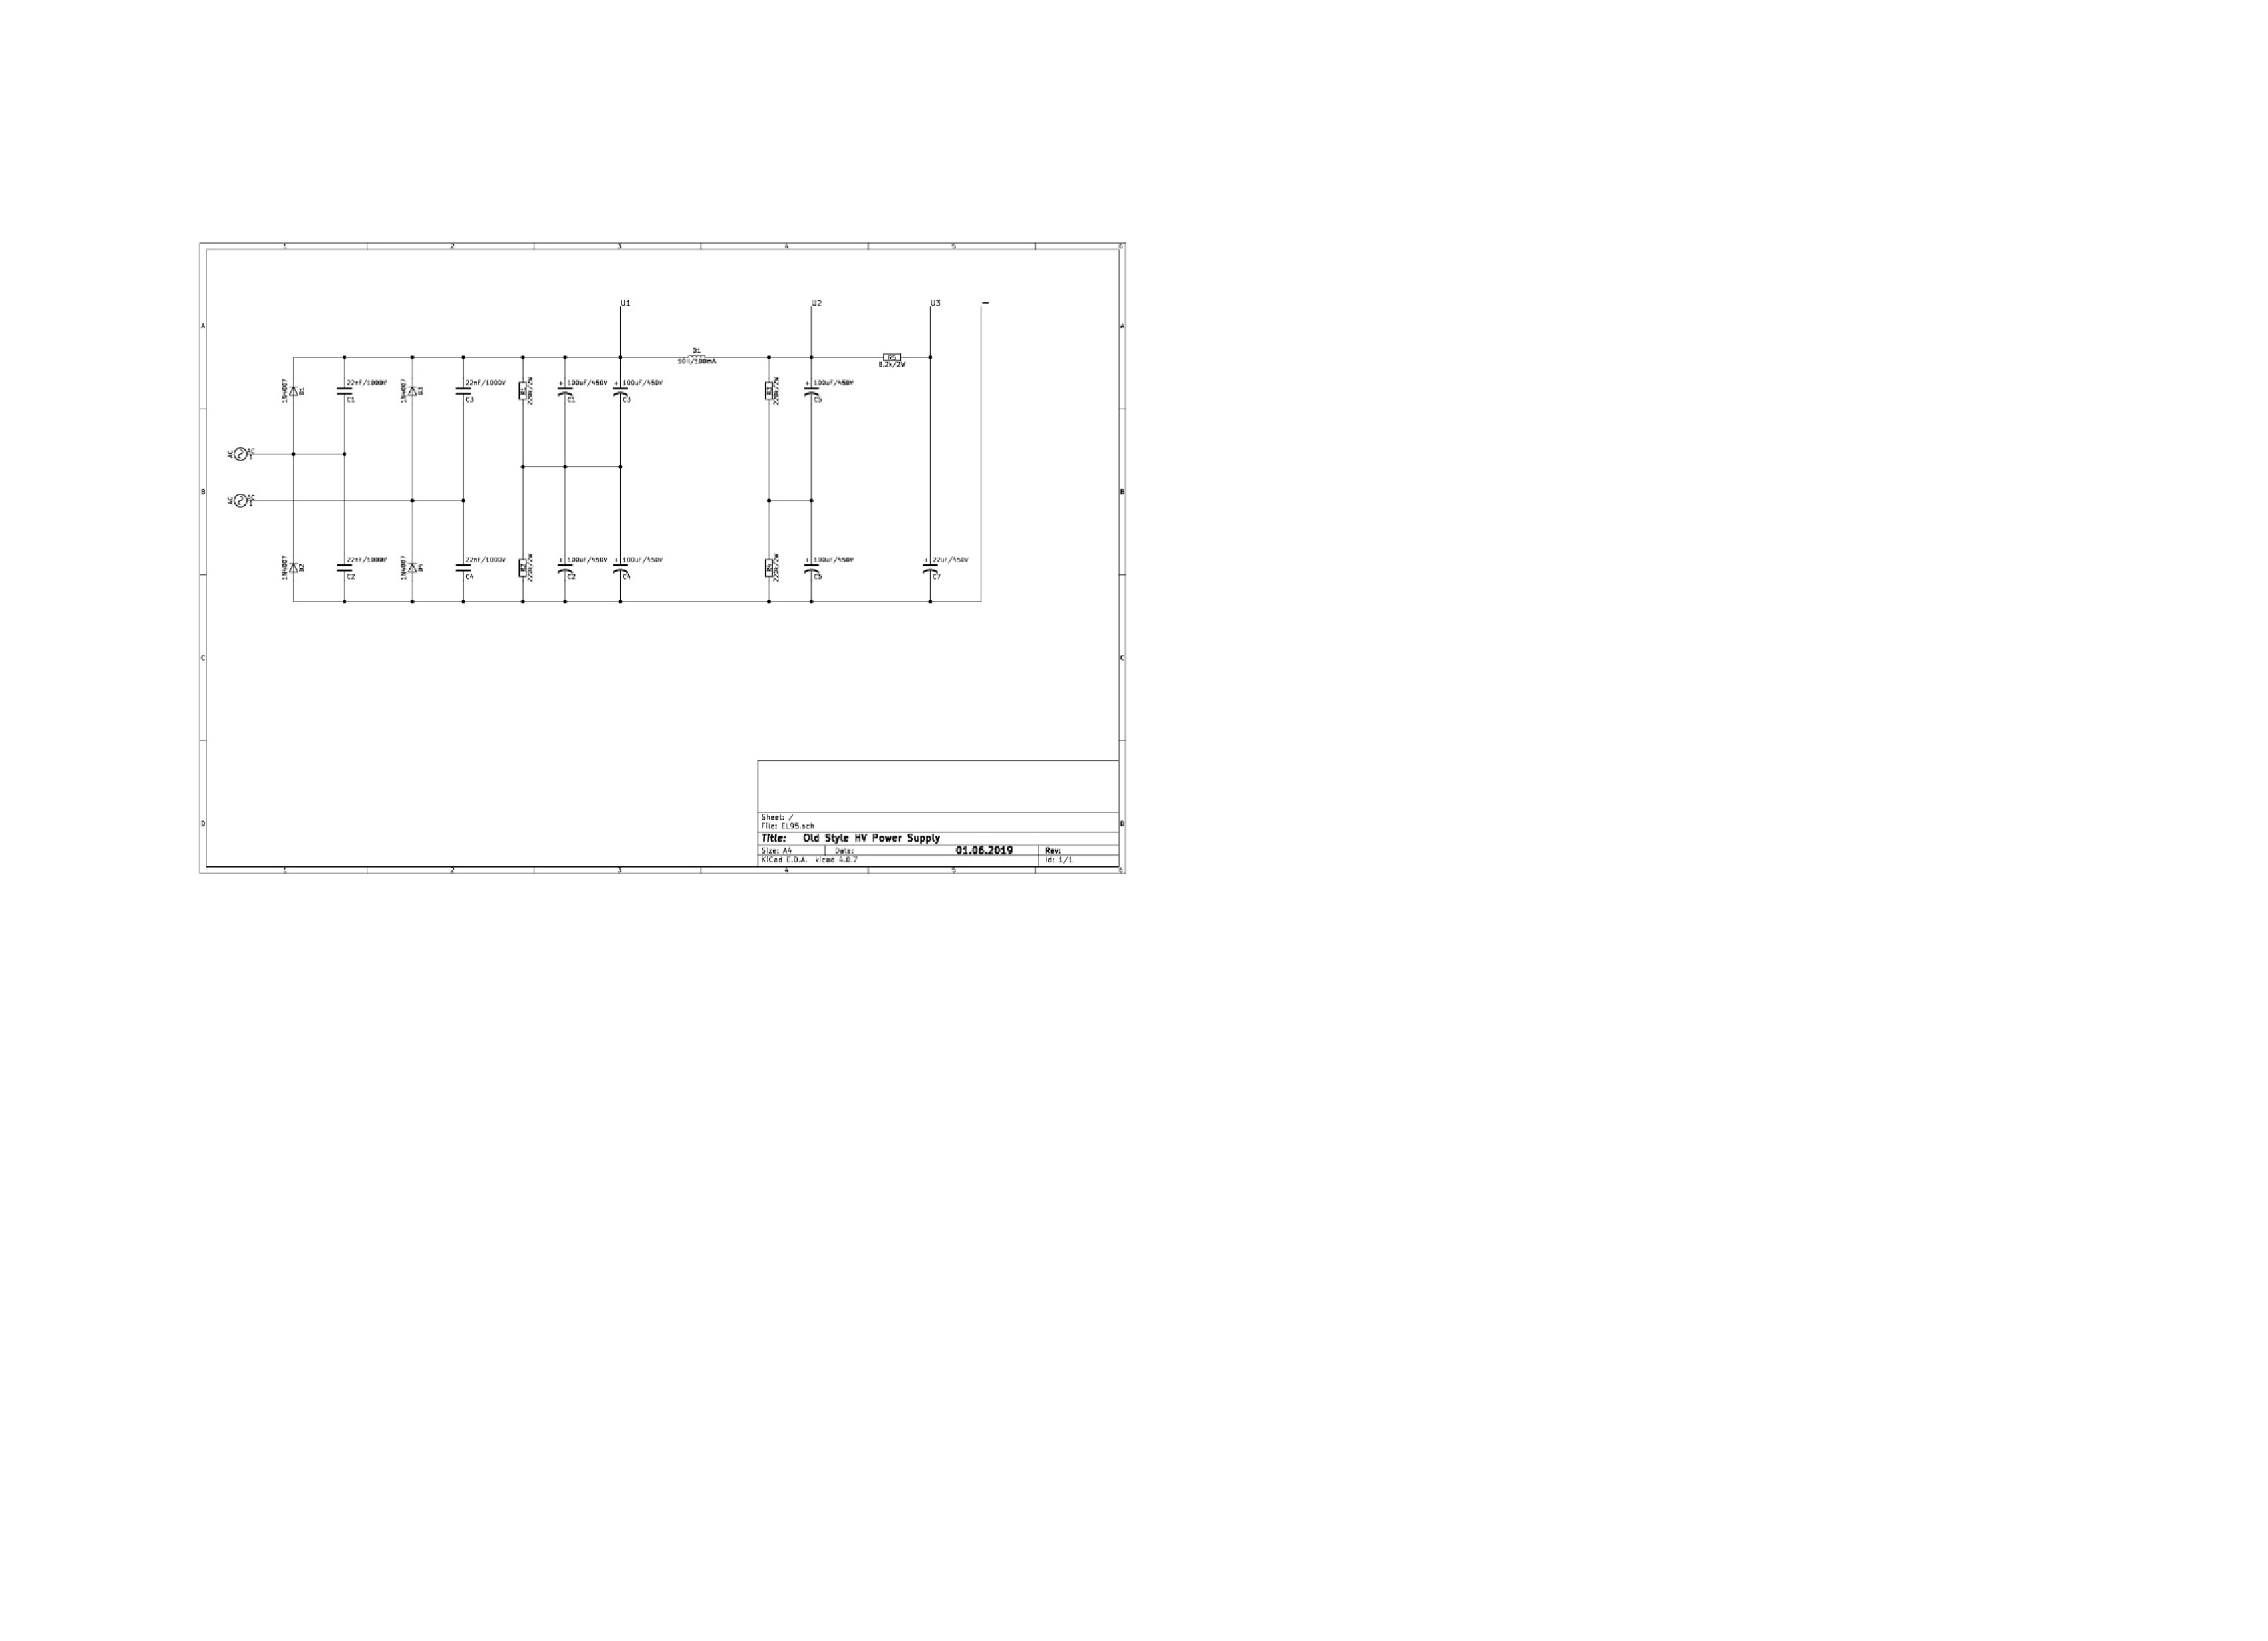 1 2 3 4 5 6
U1 U2 U3 −
A A
D1
10H/100mA
R5
8.2k/2W
1N4007 D1
22nF/1000V
C1
1N4007 D3
22nF/1000V
C3
R1 220k/2W
+ 100uF/450V
C1
+ 100uF/450V
C3
R3 220k/2W
+ 100uF/450V
C5
AC AC 1
B B
AC AC 1
1N4007 D2
22nF/1000V
C2
1N4007 D4
22nF/1000V
C4
R2 220k/2W
+ 100uF/450V
C2
+ 100uF/450V
C4
R4 220k/2W
+ 100uF/450V
C6
+ 22uF/450V
C7
C C
Sheet: /
File: EL95.sch
D D
Title: Old Style HV Power Supply
Size: A4 Date: 01.06.2019 Rev:
KiCad E.D.A. kicad 4.0.7 Id: 1/1
1 2 3 4 5 6